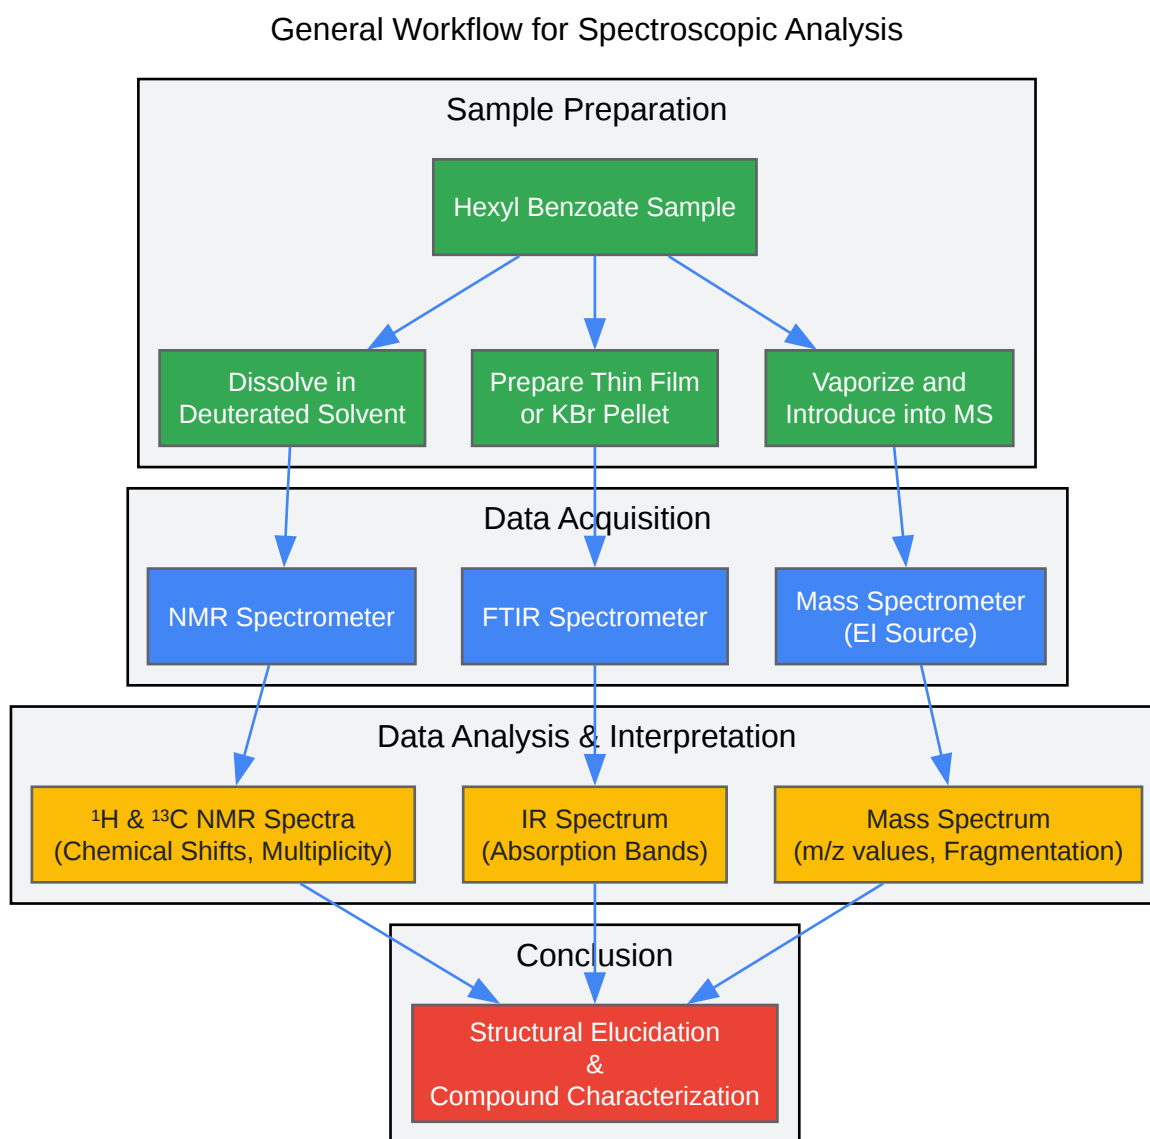 General Workflow for Spectroscopic Analysis
Sample Preparation
Hexyl Benzoate Sample
Dissolve in
Deuterated Solvent
Prepare Thin Film
or KBr Pellet
Vaporize and
Introduce into MS
Data Acquisition
NMR Spectrometer
FTIR Spectrometer
Mass Spectrometer
(EI Source)
Data Analysis & Interpretation
¹H & ¹³C NMR Spectra
(Chemical Shifts, Multiplicity)
IR Spectrum
(Absorption Bands)
Mass Spectrum
(m/z values, Fragmentation)
Conclusion
Structural Elucidation
&
Compound Characterization